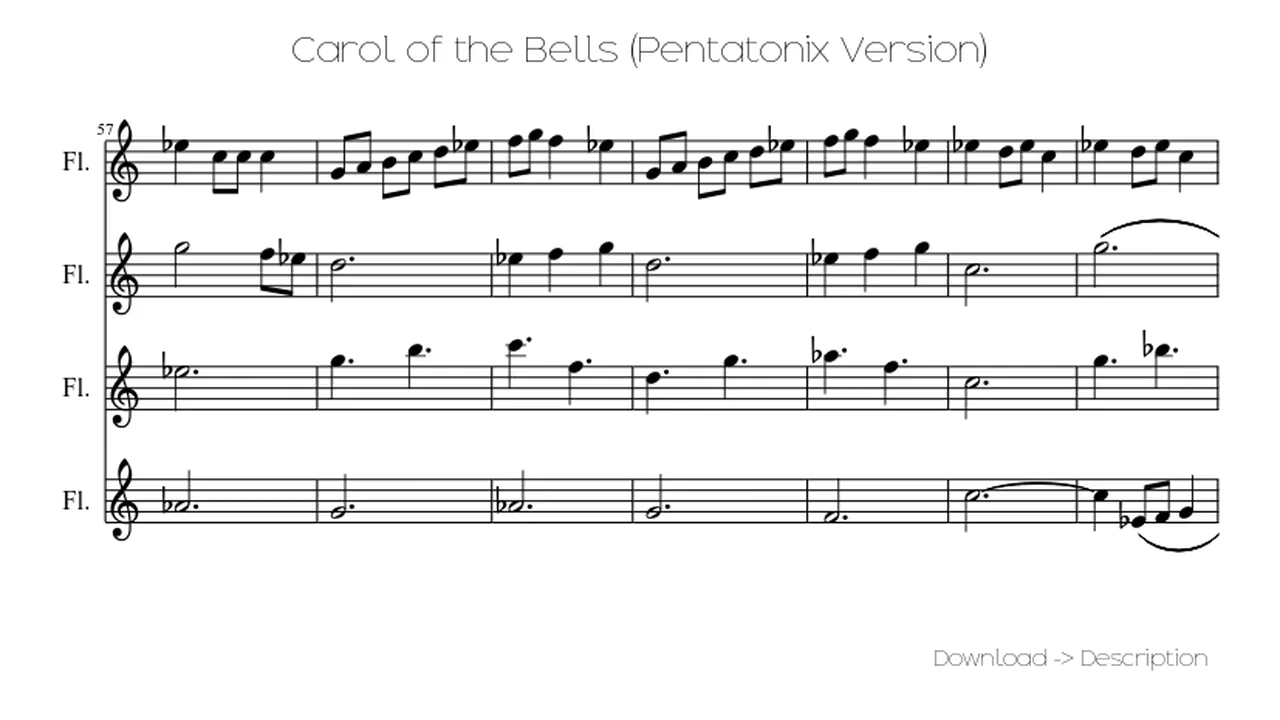 Carol of the Bells (Pentatonix Version)
57
Fl.
Fl.
Fl.
Fl.
Download -> Description